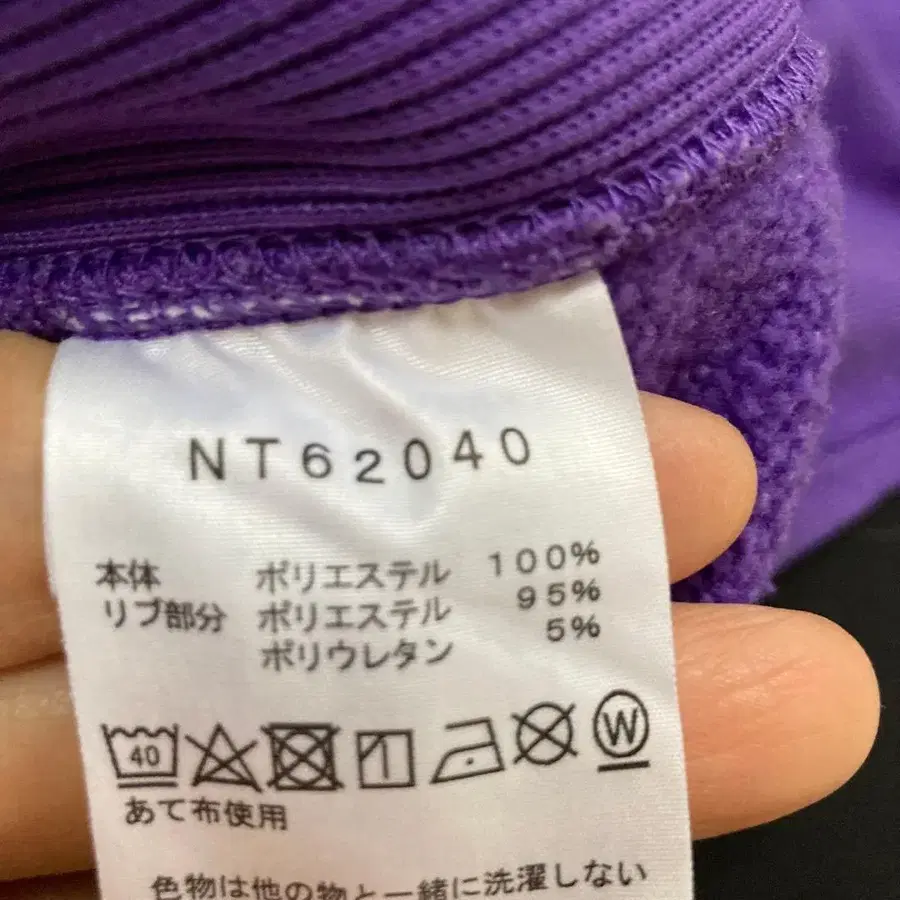 NT62040
本体 ポリエステル 100%
リブ部分 ポリエステル 95%
ポリウレタン 5%
40 W
あて布使用
色物は他の物と一緒に洗濯しない